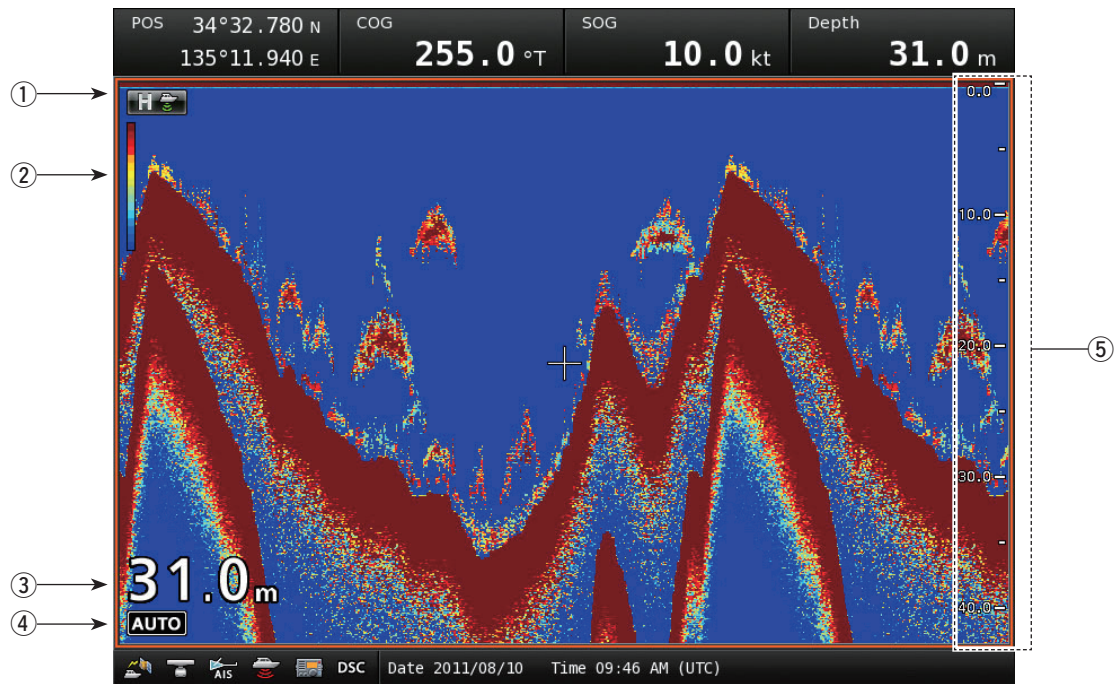 POS 34°32.780 N
135°11.940 E
COG
255.0 °T
SOG
10.0 kt
Depth
31.0 m
① 
H
0.0
②
10.0
20.0
⑤
30.0
③
31.0 m
40.0
④
AUTO
AIS
DSC Date 2011/08/10 Time 09:46 AM (UTC)